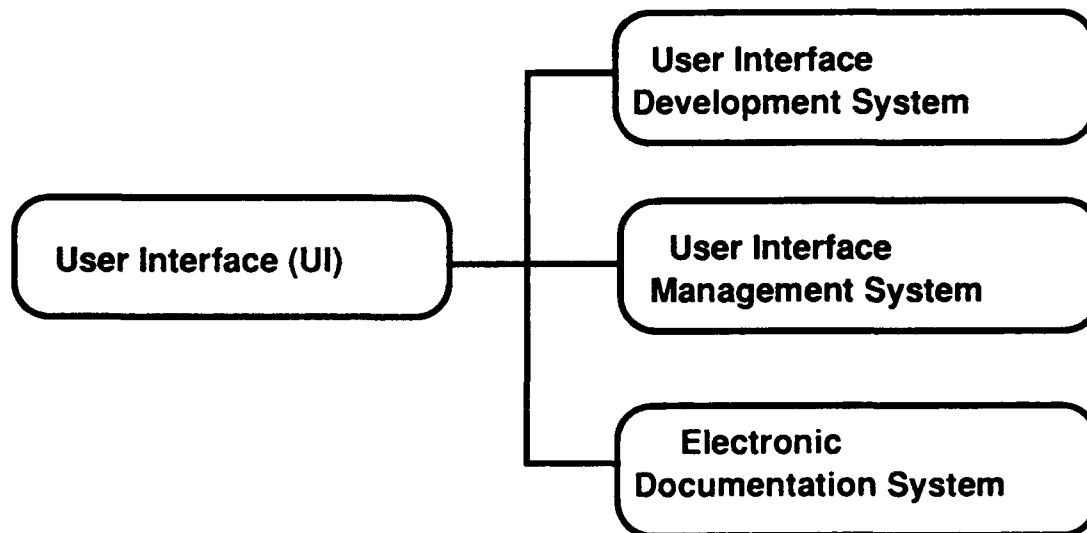 User Interface
Development System
User Interface (UI)
User Interface
Management System
Electronic
Documentation System